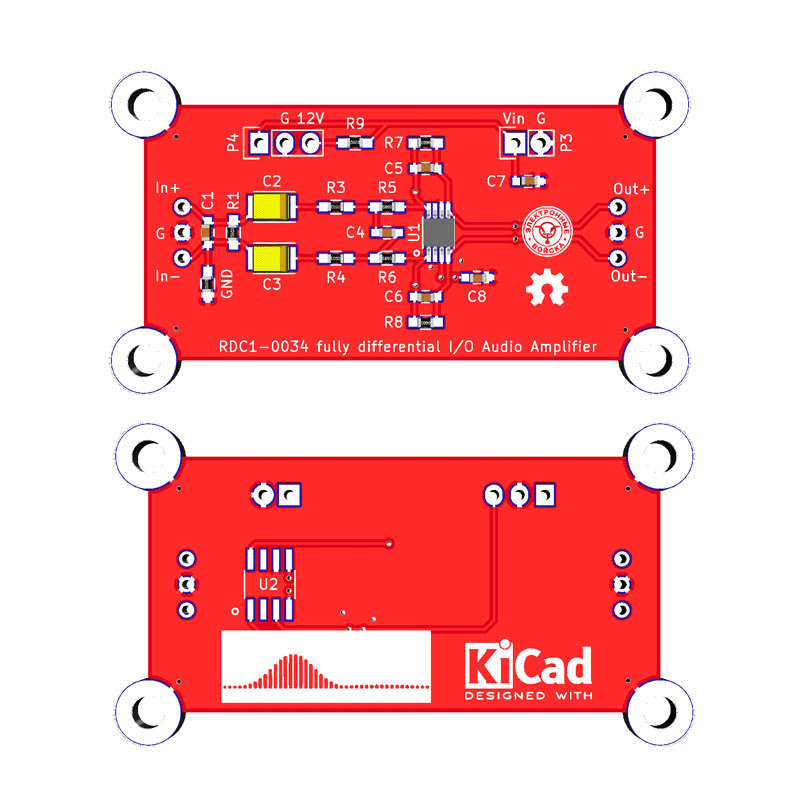 G 12V
P4
R9
R7
Vin G
P3
C5
C7
In+
C1
R1
C2
R3
R5
Out+
G
C4
U1
ЭЛЕКТРОННЫЕ
ВОЙСКА
G
In−
GND
C3
R4
R6
Out−
C6
C8
R8
RDC1-0034 fully differential I/O Audio Amplifier
U2
KiCad
DESIGNED WITH